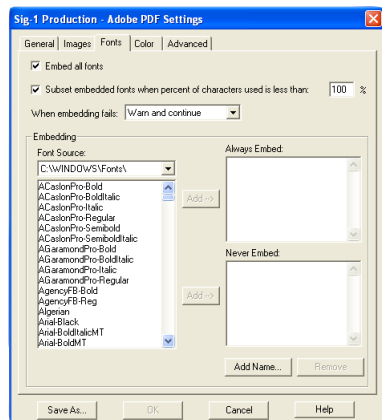 Sig-1 Production - Adobe PDF Settings
General Images Fonts Color Advanced
Embed all fonts
Subset embedded fonts when percent of characters used is less than: 100 %
When embedding fails: Warn and continue
Embedding
Font Source:
Always Embed:
C:\WINDOWS\Fonts\
ACaslonPro-Bold
ACaslonPro-BoldItalic
ACaslonPro-Italic
ACaslonPro-Regular
ACaslonPro-Semibold
ACaslonPro-SemiboldItalic
AGaramondPro-Bold
AGaramondPro-BoldItalic
AGaramondPro-Italic
AGaramondPro-Regular
AgencyFB-Bold
AgencyFB-Reg
Algerian
Arial-Black
Arial-BoldItalicMT
Arial-BoldMT
Add -->
Never Embed:
Add -->
Add Name... Remove
Save As... OK Cancel Help